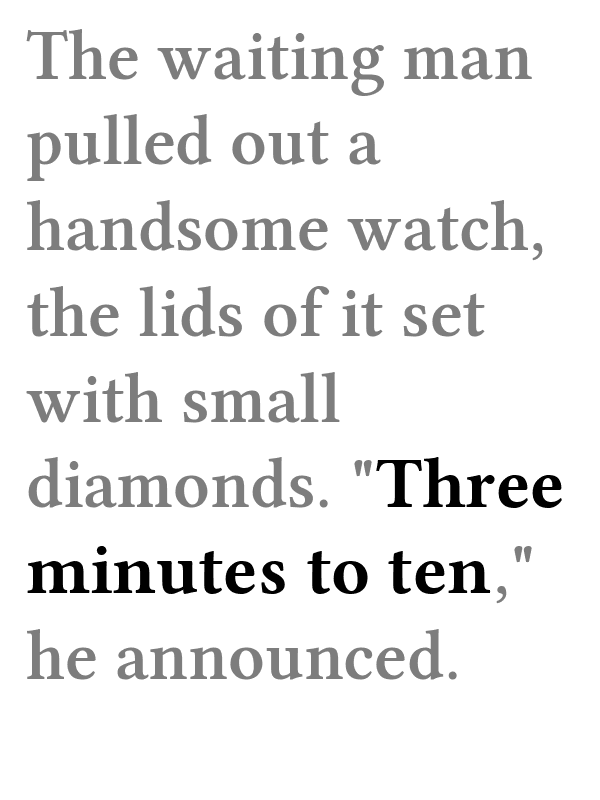 The waiting man
pulled out a
handsome watch,
the lids of it set
with small
diamonds. "Three
minutes to ten,"
he announced.